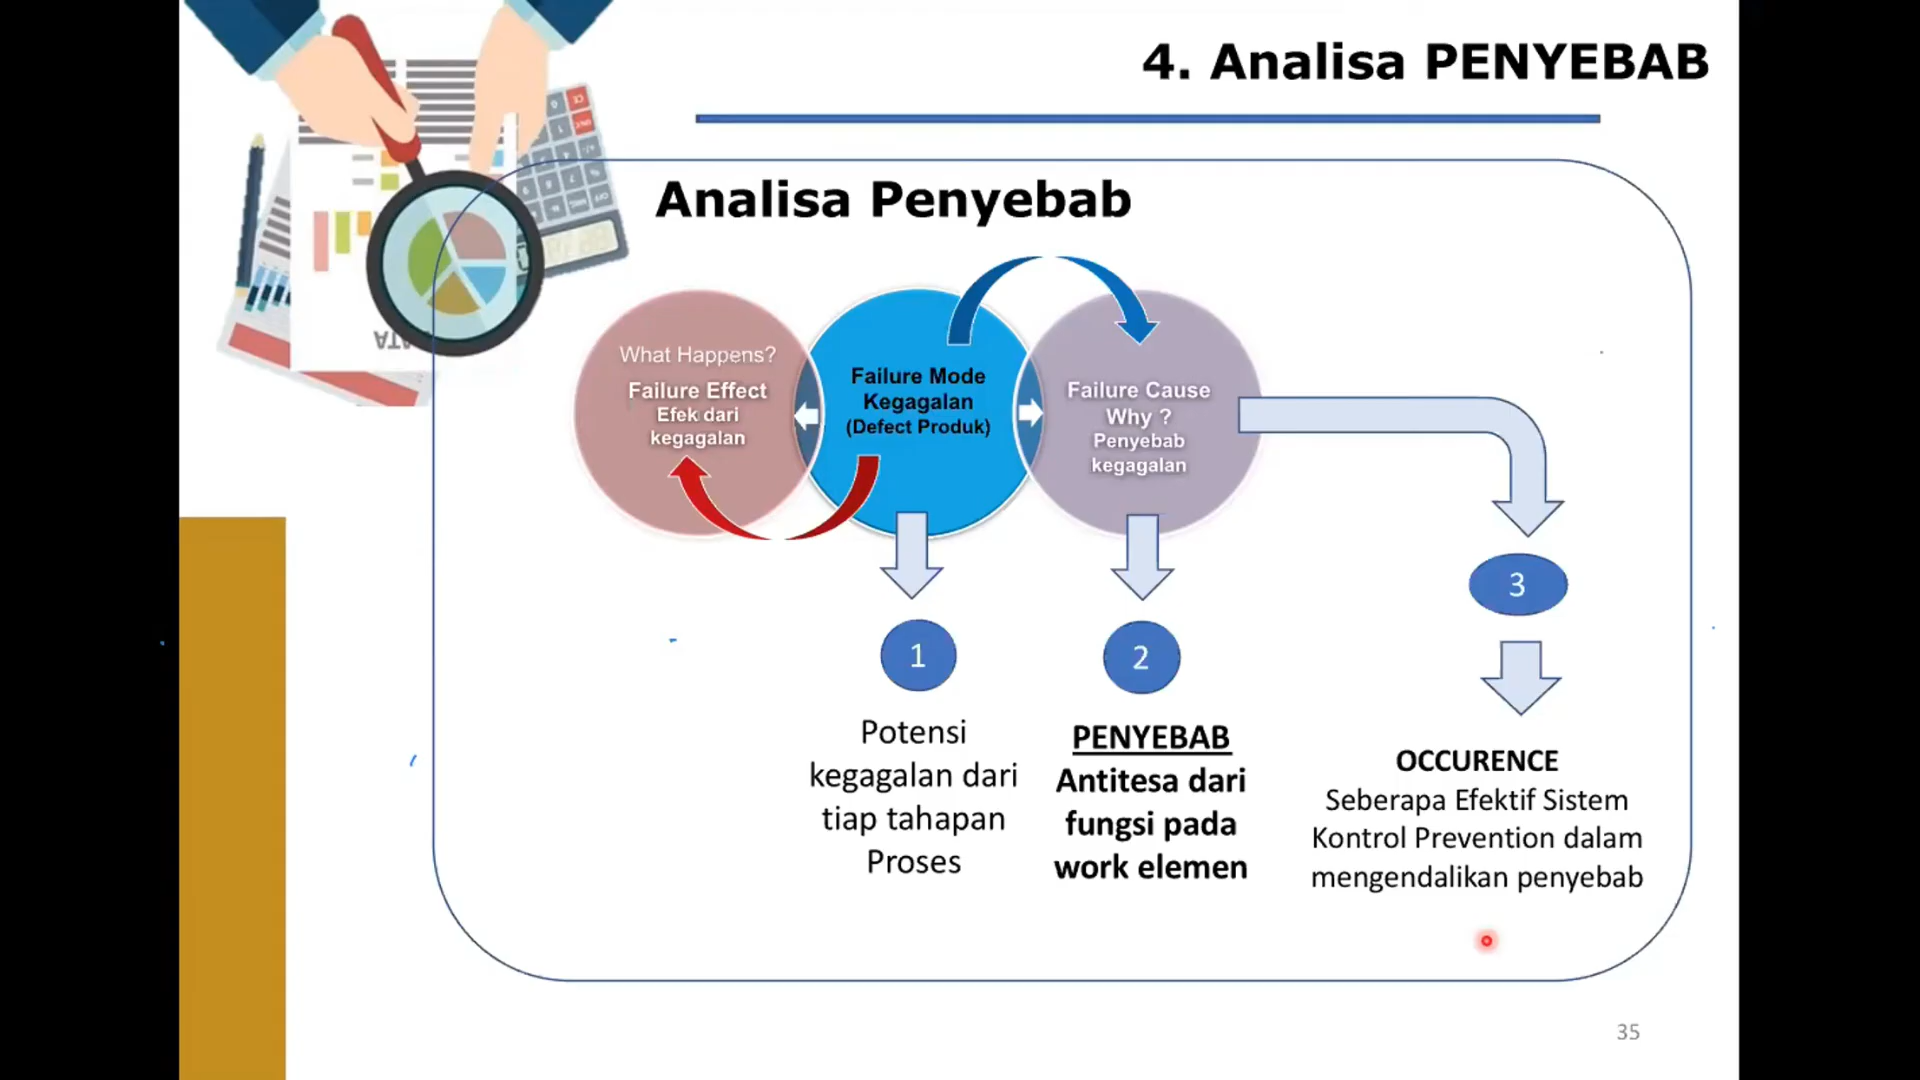 4. Analisa PENYEBAB
Analisa Penyebab
What Happens?
Failure Effect
Efek dari
kegagalan
Failure Mode
Kegagalan
(Defect Produk)
Failure Cause
Why ?
Penyebab
kegagalan
1
Potensi
kegagalan dari
tiap tahapan
Proses
2
PENYEBAB
Antitesa dari
fungsi pada
work elemen
3
OCCURENCE
Seberapa Efektif Sistem
Kontrol Prevention dalam
mengendalikan penyebab
35